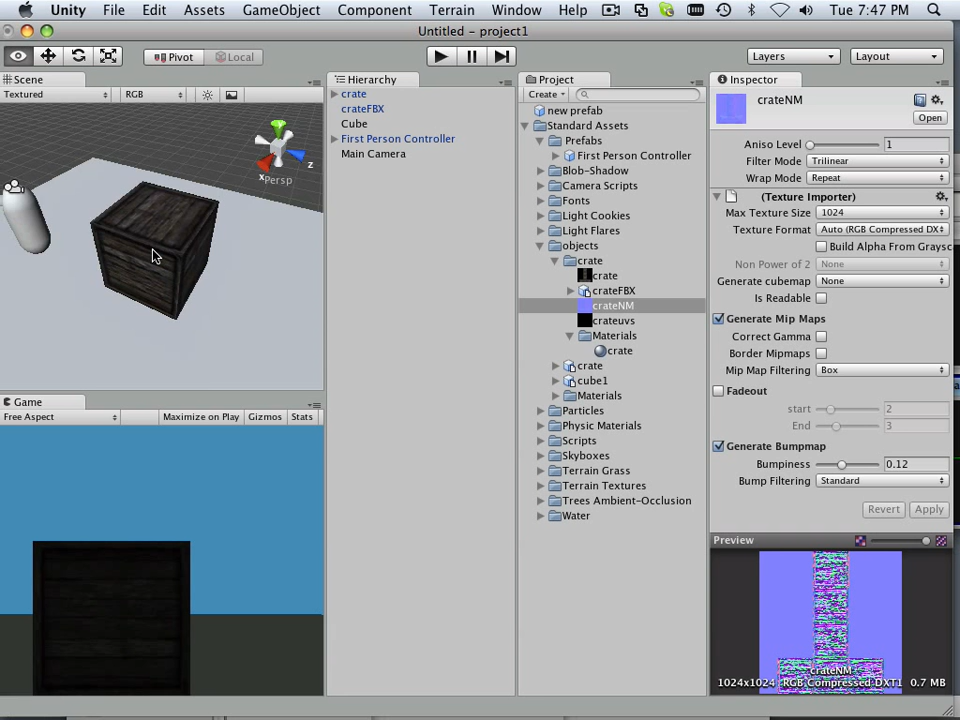 Unity File Edit Assets GameObject Component Terrain Window Help Tue 7:47 PM
Untitled - project1
Pivot Local Layers Layout
Scene
Textured RGB
z
x
Persp
Game
Free Aspect Maximize on Play Gizmos Stats
Hierarchy
crate
crateFBX
Cube
First Person Controller
Main Camera
Project
Create
new prefab
Standard Assets
Prefabs
First Person Controller
Blob-Shadow
Camera Scripts
Fonts
Light Cookies
Light Flares
objects
crate
crate
crateFBX
crateNM
crateuvs
Materials
crate
crate
cube1
Materials
Particles
Physic Materials
Scripts
Skyboxes
Terrain Grass
Terrain Textures
Trees Ambient-Occlusion
Water
Inspector
crateNM
Open
Aniso Level 1
Filter Mode Trilinear
Wrap Mode Repeat
(Texture Importer)
Max Texture Size 1024
Texture Format Auto (RGB Compressed DX
Build Alpha From Graysc
Non Power of 2 None
Generate cubemap None
Is Readable
Generate Mip Maps
Correct Gamma
Border Mipmaps
Mip Map Filtering Box
Fadeout
start 2
End 3
Generate Bumpmap
Bumpiness 0.12
Bump Filtering Standard
Revert Apply
Preview
crateNM
1024x1024 RGB Compressed DXT1 0.7 MB